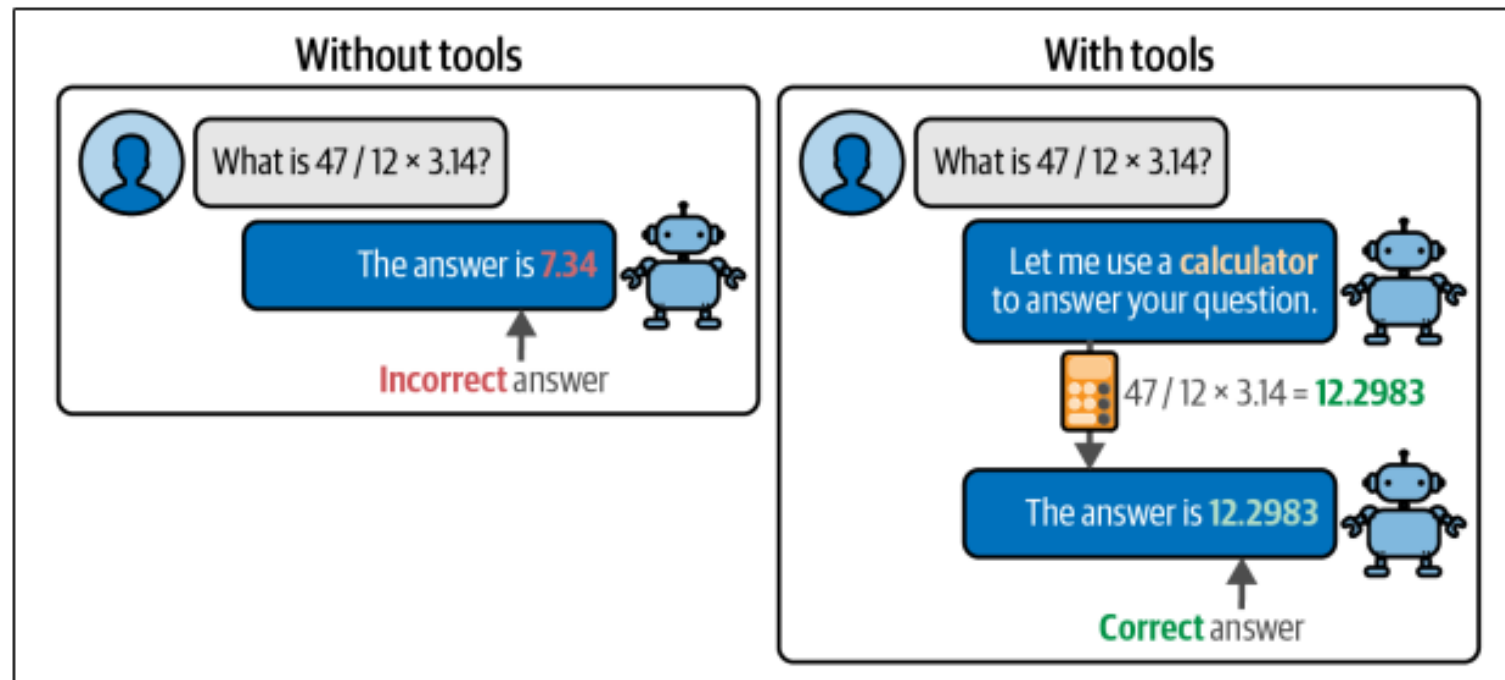 Without tools
What is 47 / 12 × 3.14?
The answer is 7.34
Incorrect answer
With tools
What is 47 / 12 × 3.14?
Let me use a calculator
to answer your question.
47 / 12 × 3.14 = 12.2983
The answer is 12.2983
Correct answer